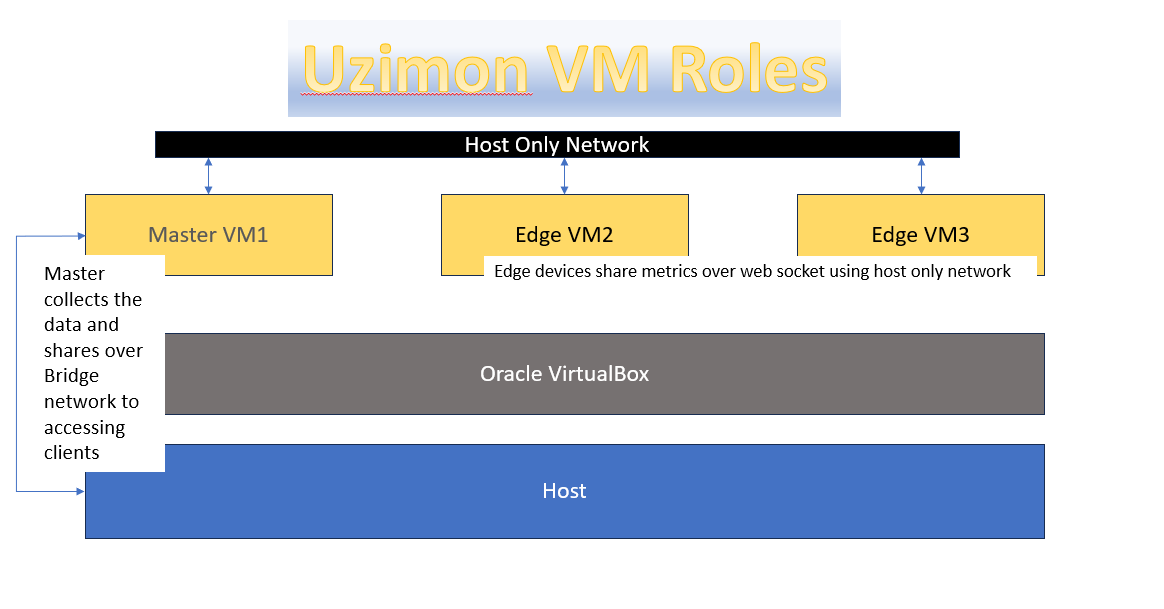 Uzimon VM Roles
Host Only Network
Master VM1
Edge VM2
Edge VM3
Edge devices share metrics over web socket using host only network
Master
collects the
data and
shares over
Bridge
network to
accessing
clients
Oracle VirtualBox
Host